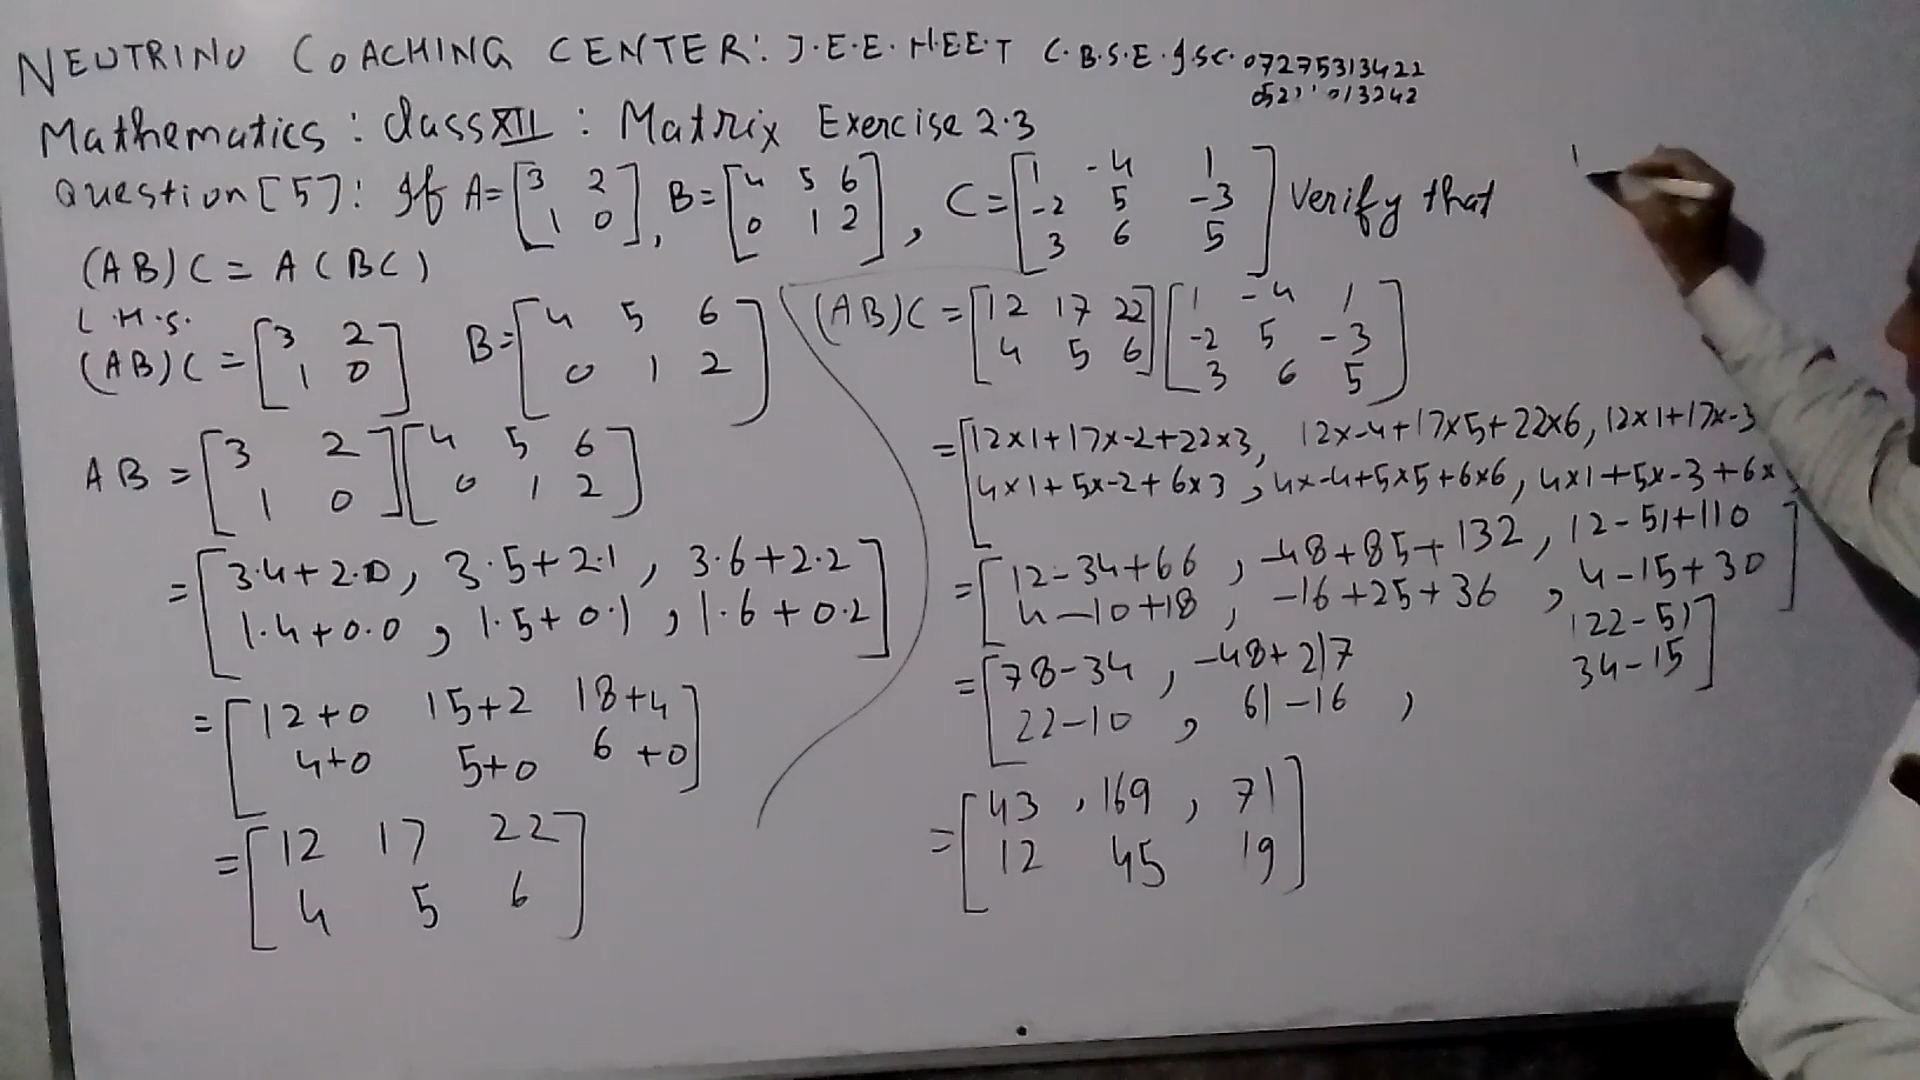 NEUTRINO COACHING CENTER: J.E.E. NEET C.B.S.E. I.SC. 07275313422
Mathematics : class XII : Matrix Exercise 2.3
Question [5]: If A=[3 2 , B=[4 5 6 , C=[1 -4 1 ] Verify that
1 0] 0 1 2] -2 5 -3
3 6 5
(AB)C = A(BC)
L.H.S.
(AB)C = [3 2 B=[4 5 6
1 0] 0 1 2]
AB = [3 2 ][4 5 6
1 0 0 1 2]
=[3.4+2.0, 3.5+2.1, 3.6+2.2
1.4+0.0, 1.5+0.1, 1.6+0.2]
=[12+0 15+2 18+4
4+0 5+0 6+0]
=[12 17 22
4 5 6]
(AB)C = [12 17 22][1 -4 1
4 5 6] -2 5 -3
3 6 5]
=[12×1+17×-2+22×3, 12×-4+17×5+22×6, 12×1+17×-3
4×1+5×-2+6×3, 4×-4+5×5+6×6, 4×1+5×-3+6×
=[12-34+66, -48+85+132, 12-51+110
4-10+18, -16+25+36, 4-15+30]
=[78-34, -48+217 122-51
22-10, 61-16, 34-15]
=[43, 169, 71
12 45 19]